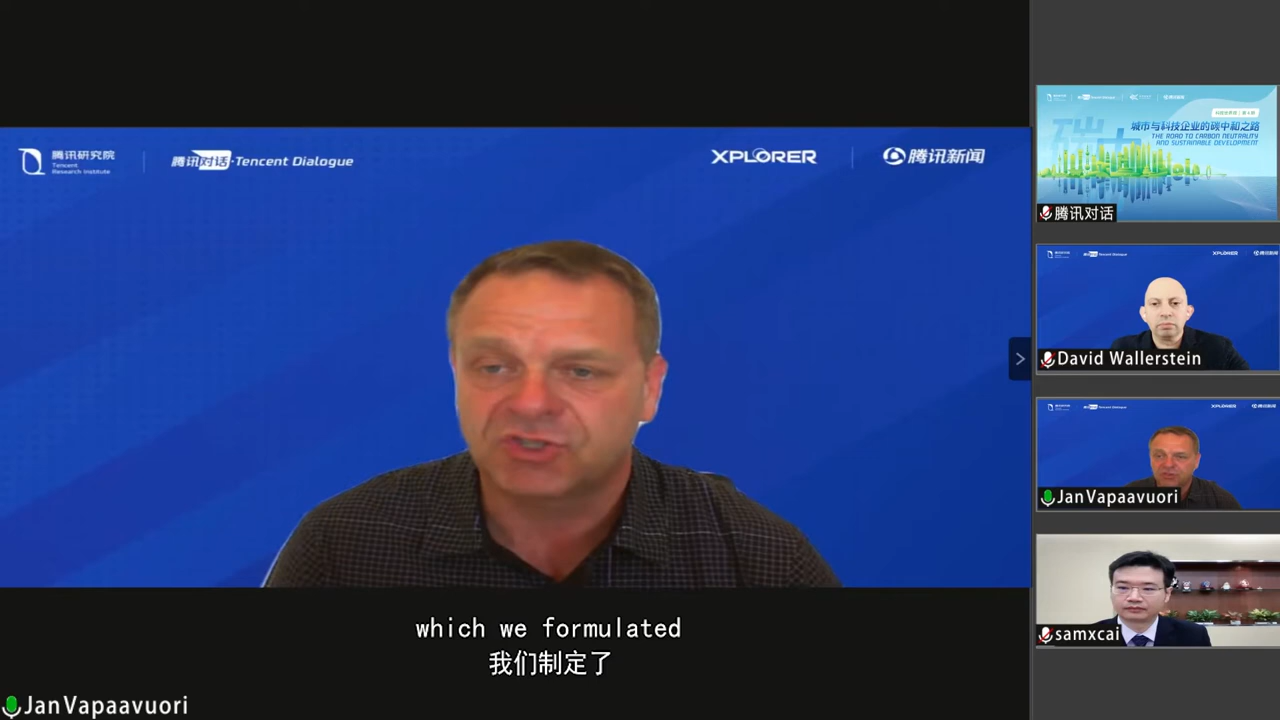 腾讯研究院
Tencent
Research Institute
腾讯对话·Tencent Dialogue
XPLORER
腾讯新闻
which we formulated
我们制定了
JanVapaavuori
城市与科技企业的碳中和之路
THE ROAD TO CARBON NEUTRALITY
AND SUSTAINABLE DEVELOPMENT
腾讯对话
XPLORER
David Wallerstein
XPLORER
JanVapaavuori
samxcai